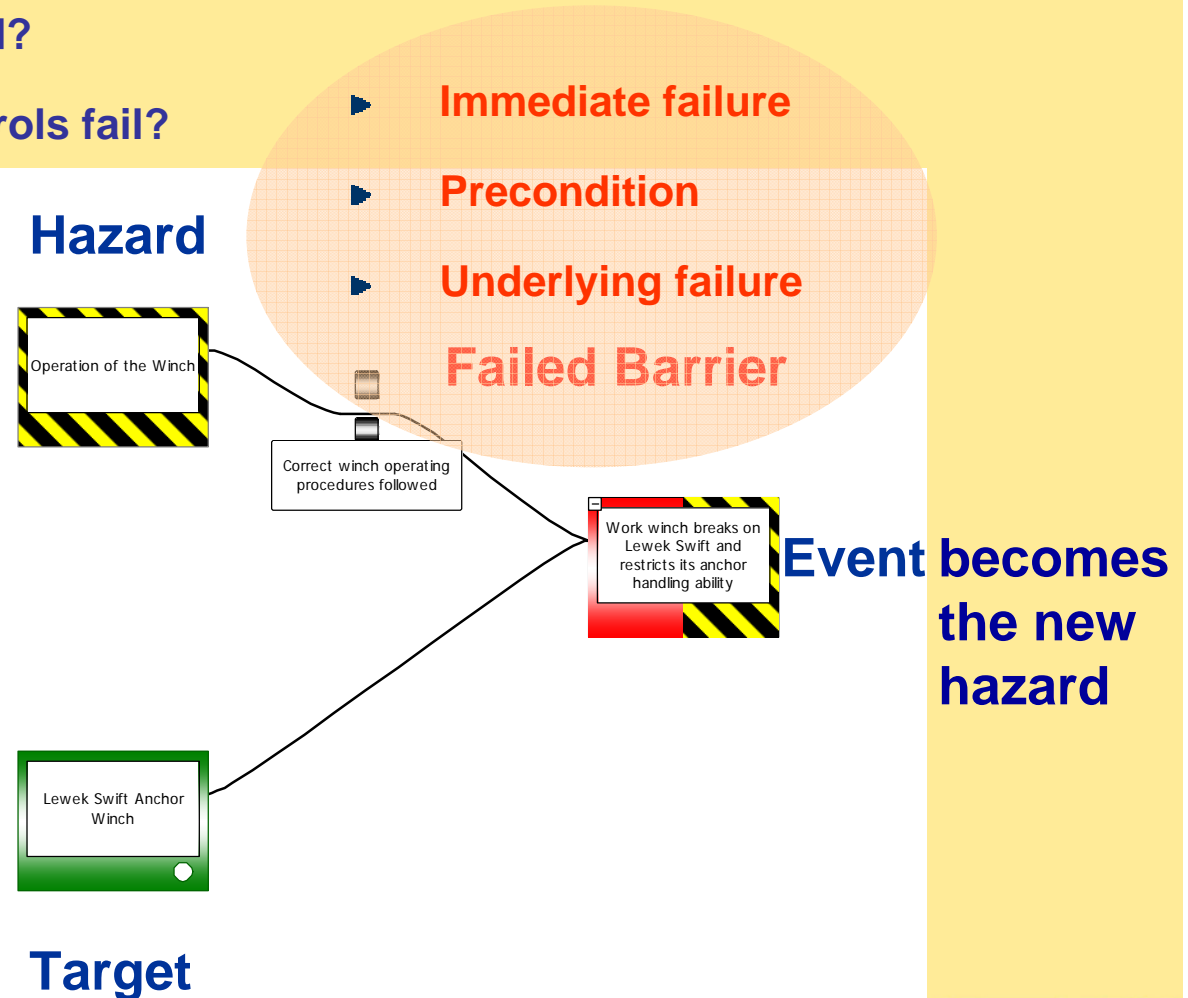 l?
rols fail?
Immediate failure
Precondition
Underlying failure
Failed Barrier
Hazard
Operation of the Winch
Correct winch operating
procedures followed
Work winch breaks on
Lewek Swift and
restricts its anchor
handling ability
Event becomes
the new
hazard
Lewek Swift Anchor
Winch
Target